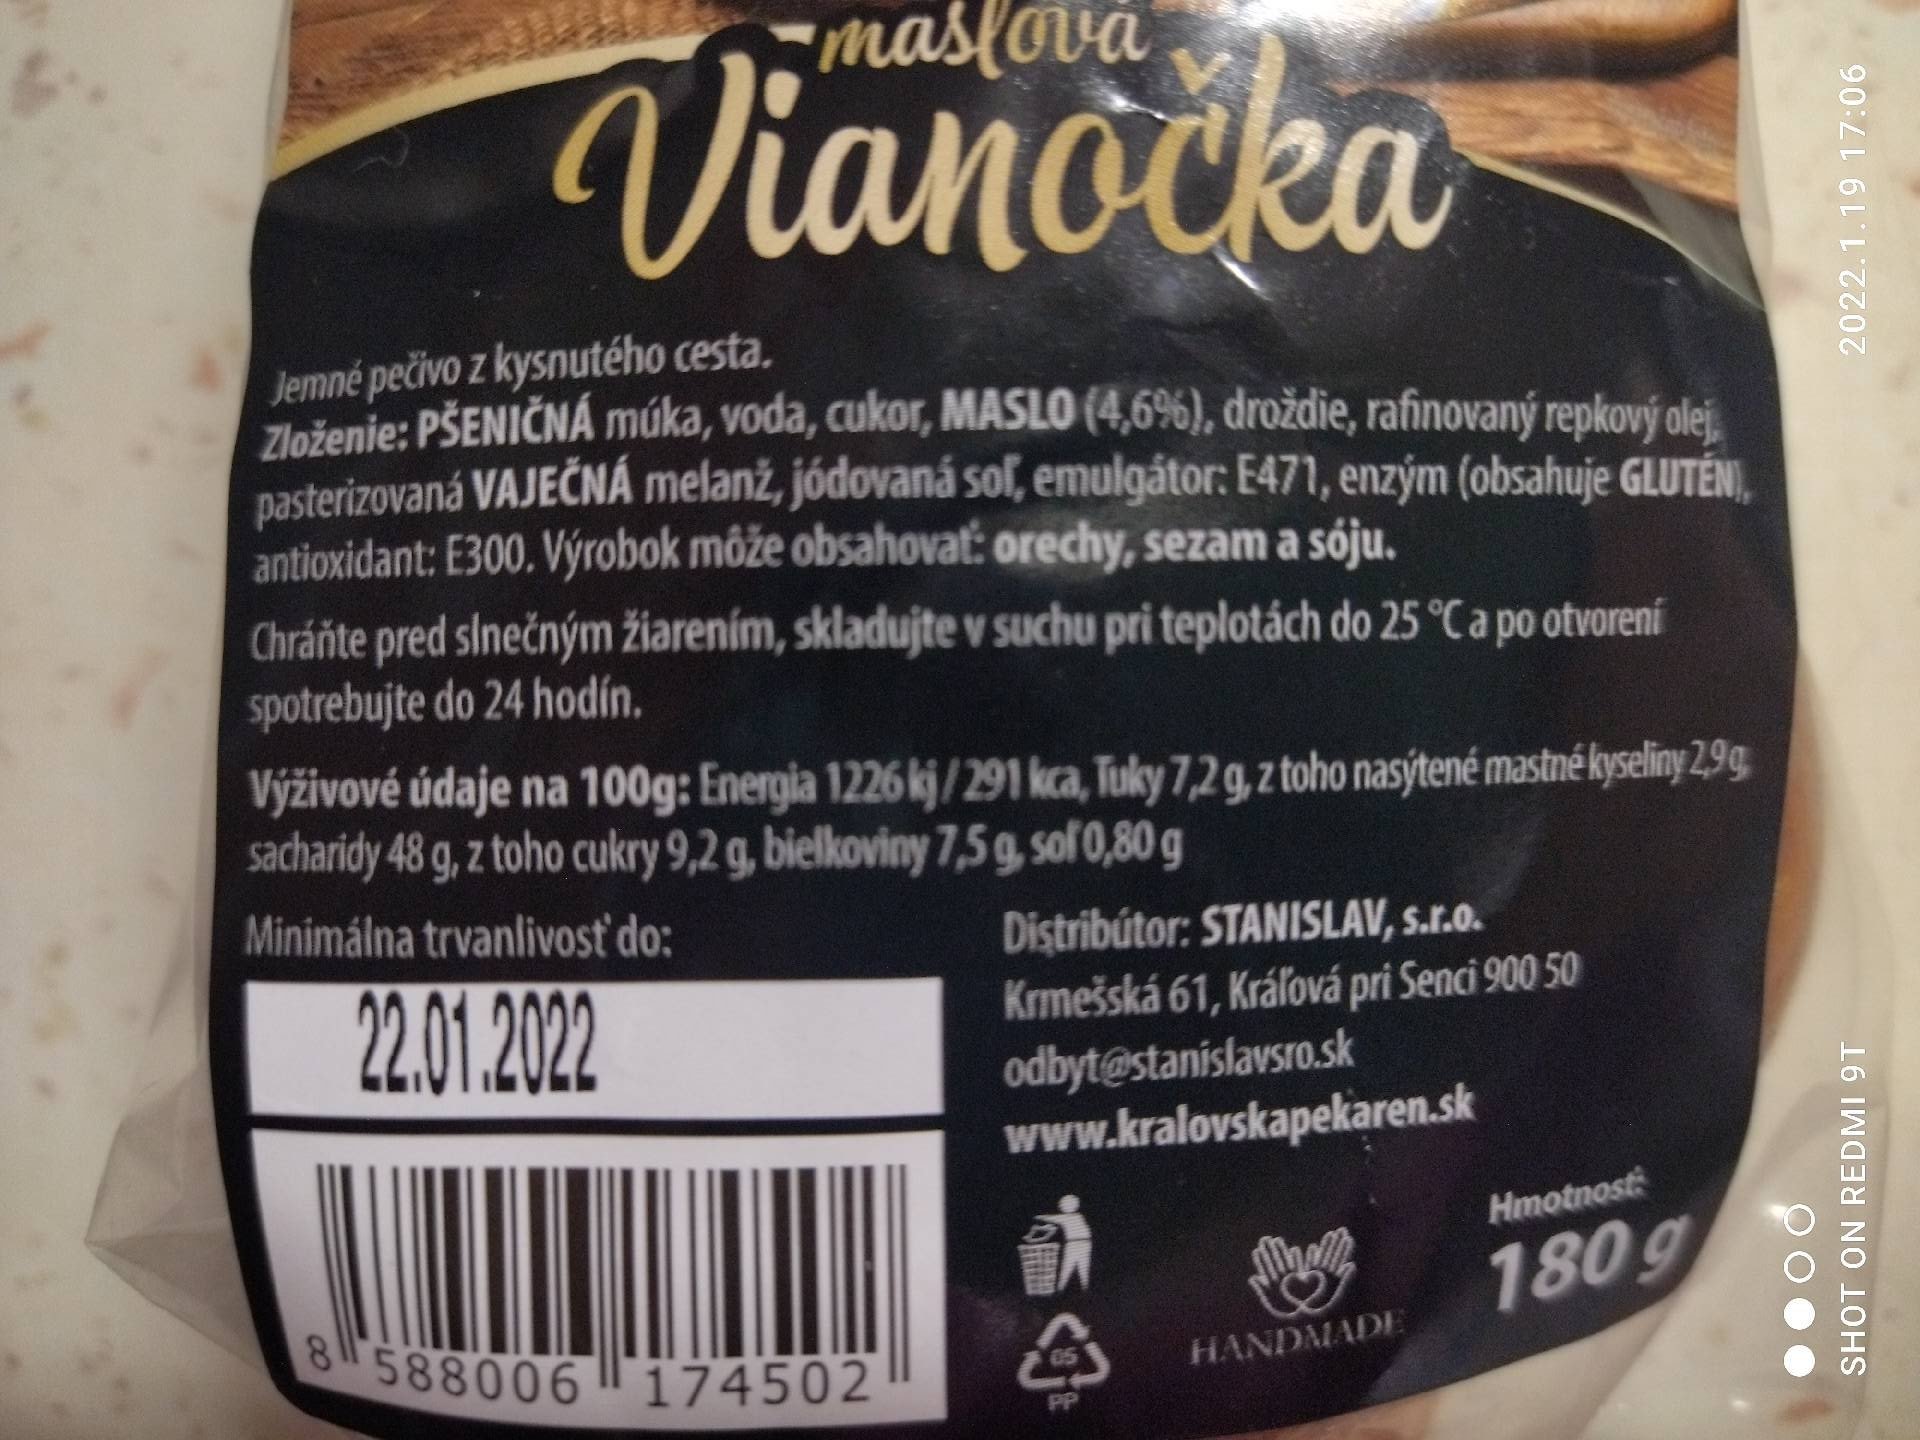 maslová
Vianočka
Jemné pečivo z kysnutého cesta.
Zloženie: PŠENIČNÁ múka, voda, cukor, MASLO (4,6%), droždie, rafinovaný repkový olej,
pasterizovaná VAJEČNÁ melanž, jódovaná soľ, emulgátor: E471, enzým (obsahuje GLUTÉN),
antioxidant: E300. Výrobok môže obsahovať: orechy, sezam a sóju.
Chráňte pred slnečným žiarením, skladujte v suchu pri teplotách do 25 °C a po otvorení
spotrebujte do 24 hodín.
Výživové údaje na 100g: Energia 1226 kj / 291 kca, Tuky 7,2 g, z toho nasýtené mastné kyseliny 2,9 g,
sacharidy 48 g, z toho cukry 9,2 g, bielkoviny 7,5 g, soľ 0,80 g
Minimálna trvanlivosť do:
22.01.2022
8 588006 174502
Distribútor: STANISLAV, s.r.o.
Krmešská 61, Kráľová pri Senci 900 50
odbyt@stanislavsro.sk
www.kralovskapekaren.sk
05
PP
HANDMADE
Hmotnosť:
180 g
2022.1.19 17:06
SHOT ON REDMI 9T